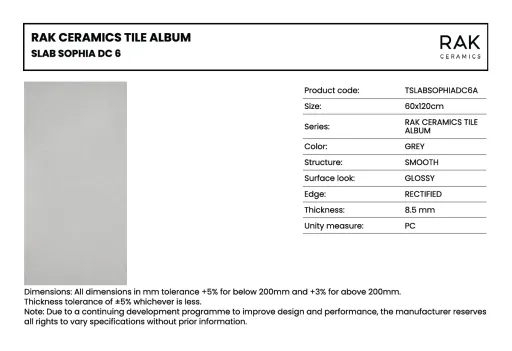 RAK CERAMICS TILE ALBUM
SLAB SOPHIA DC 6
RAK
CERAMICS
Product code: TSLABSOPHIADC6A
Size: 60x120cm
Series: RAK CERAMICS TILE
ALBUM
Color: GREY
Structure: SMOOTH
Surface look: GLOSSY
Edge: RECTIFIED
Thickness: 8.5 mm
Unity measure: PC
Dimensions: All dimensions in mm tolerance +5% for below 200mm and +3% for above 200mm.
Thickness tolerance of ±5% whichever is less.
Note: Due to a continuing development programme to improve design and performance, the manufacturer reserves
all rights to vary specifications without prior information.